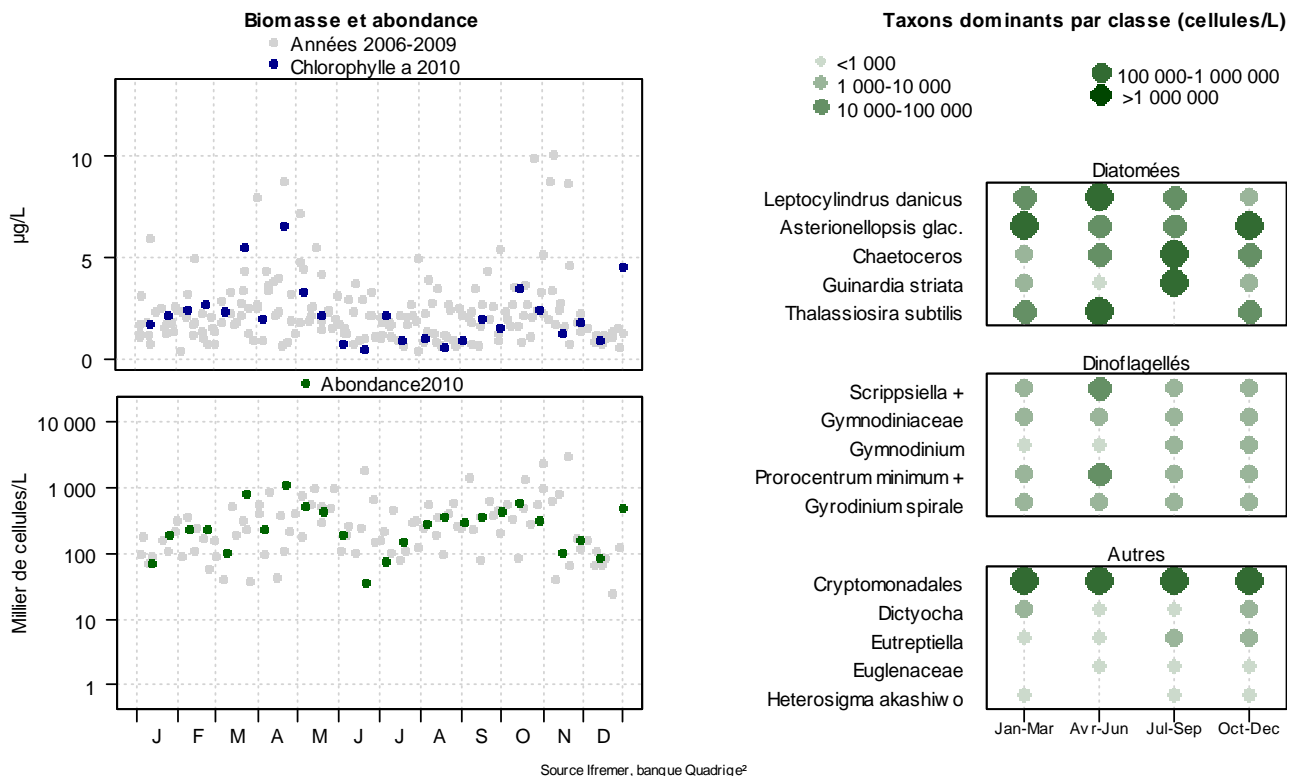 Biomasse et abondance
Années 2006-2009
Chlorophylle a 2010
µg/L
10
5
0
Abondance2010
Millier de cellules/L
10 000
1 000
100
10
1
J F M A M J J A S O N D
Taxons dominants par classe (cellules/L)
<1 000
1 000-10 000
10 000-100 000
100 000-1 000 000
>1 000 000
Diatomées
Leptocylindrus danicus
Asterionellopsis glac.
Chaetoceros
Guinardia striata
Thalassiosira subtilis
Dinoflagellés
Scrippsiella +
Gymnodiniaceae
Gymnodinium
Prorocentrum minimum +
Gyrodinium spirale
Autres
Cryptomonadales
Dictyocha
Eutreptiella
Euglenaceae
Heterosigma akashiwo
Jan-Mar Avr-Jun Jul-Sep Oct-Dec
Source Ifremer, banque Quadrige²